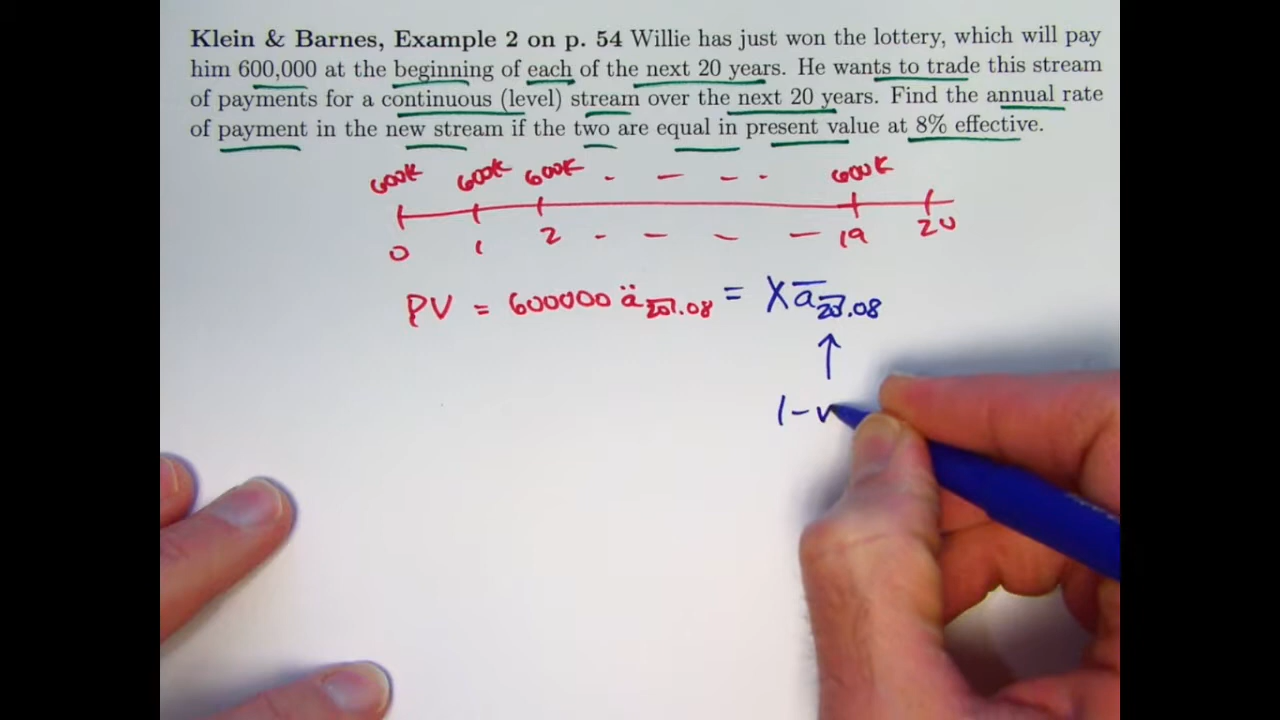 Klein & Barnes, Example 2 on p. 54 Willie has just won the lottery, which will pay
him 600,000 at the beginning of each of the next 20 years. He wants to trade this stream
of payments for a continuous (level) stream over the next 20 years. Find the annual rate
of payment in the new stream if the two are equal in present value at 8% effective.
600K 600K 600K . — — . . 600K
0 1 2 - — — — 19 20
PV = 600000 ä20⌉.08 = X a̅20⌉.08
↑
1-v